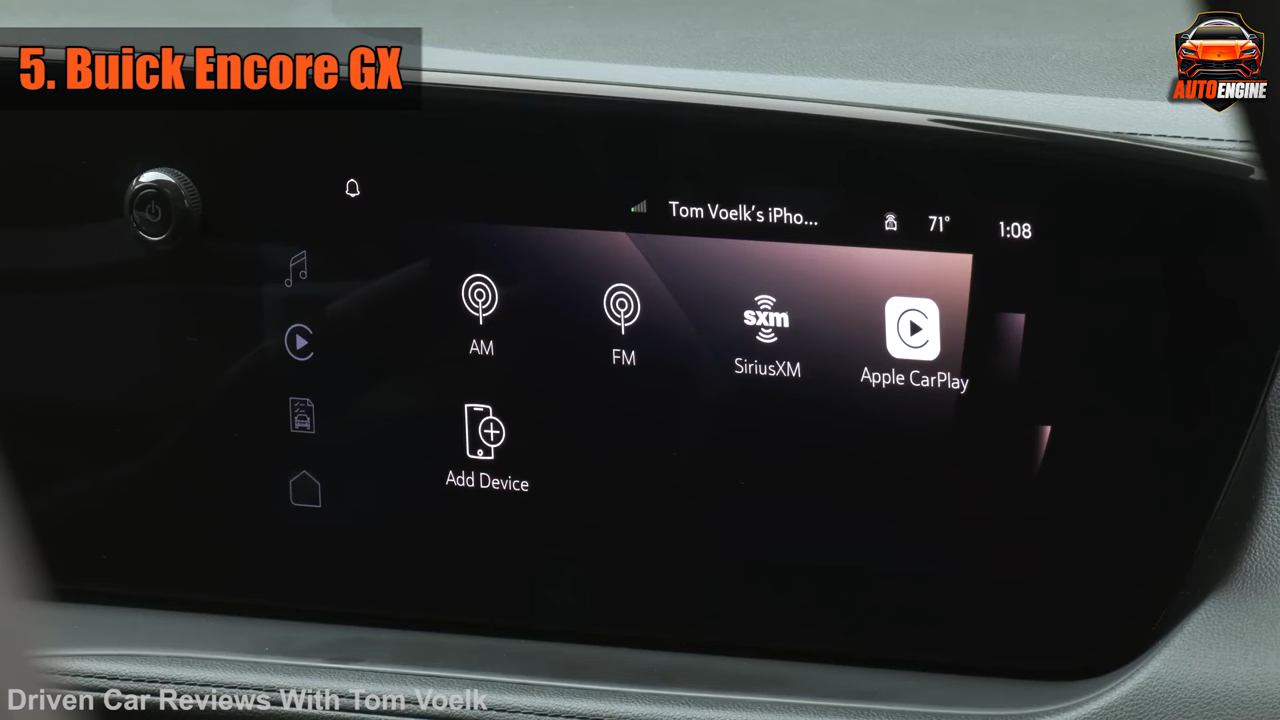 5. Buick Encore GX
AUTOENGINE
Tom Voelk's iPho...
71°
1:08
AM
FM
sxm
SiriusXM
Apple CarPlay
Add Device
Driven Car Reviews With Tom Voelk